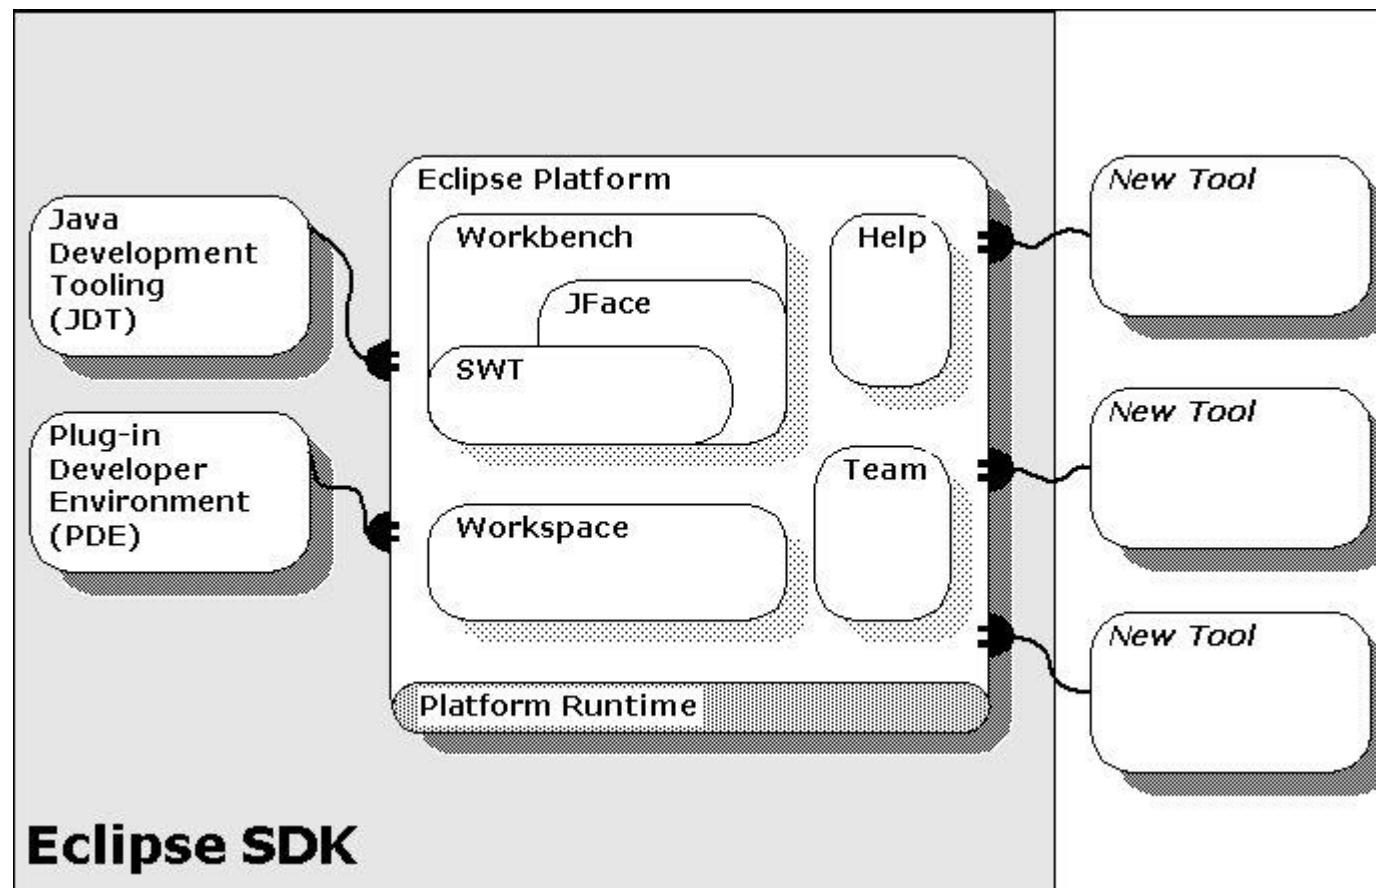 Eclipse Platform
Workbench
JFace
SWT
Help
Team
Workspace
Platform Runtime
Java
Development
Tooling
(JDT)
Plug-in
Developer
Environment
(PDE)
New Tool
New Tool
New Tool
Eclipse SDK